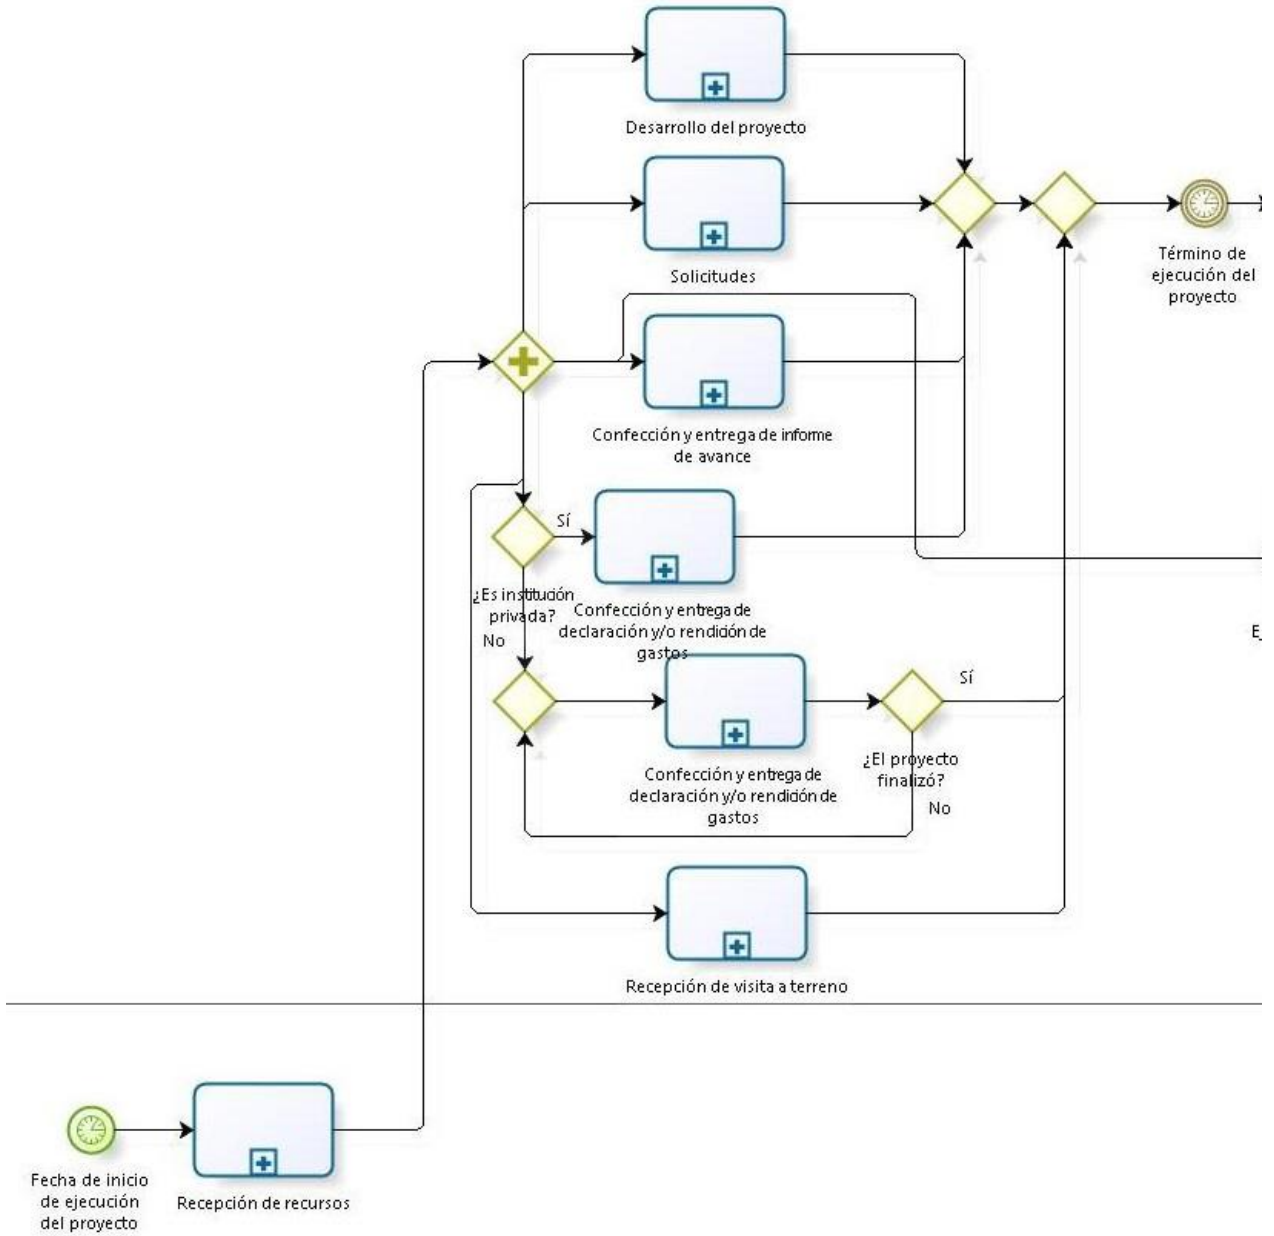 Desarrollo del proyecto
Solicitudes
Término de
ejecución del
proyecto
Confección y entrega de informe
de avance
Sí
¿Es institución
privada?
No
Confección y entrega de
declaración y/o rendición de
gastos
Sí
¿El proyecto
finalizó?
No
Confección y entrega de
declaración y/o rendición de
gastos
Recepción de visita a terreno
Fecha de inicio
de ejecución
del proyecto
Recepción de recursos